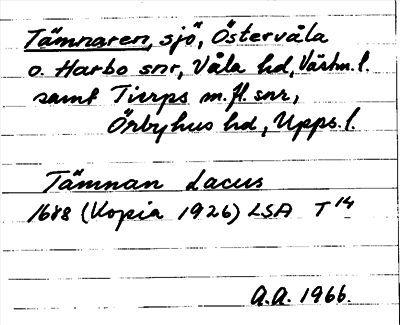 Tämnaren, sjö, Östervåla
o. Harbo snr, Våla hd, Västm. l.
samt Tierps m. fl. snr,
Örbyhus hd, Upps. l.
Tämnan Lacus
1688 (Kopia 1926) LSA T 14
A.A. 1966.